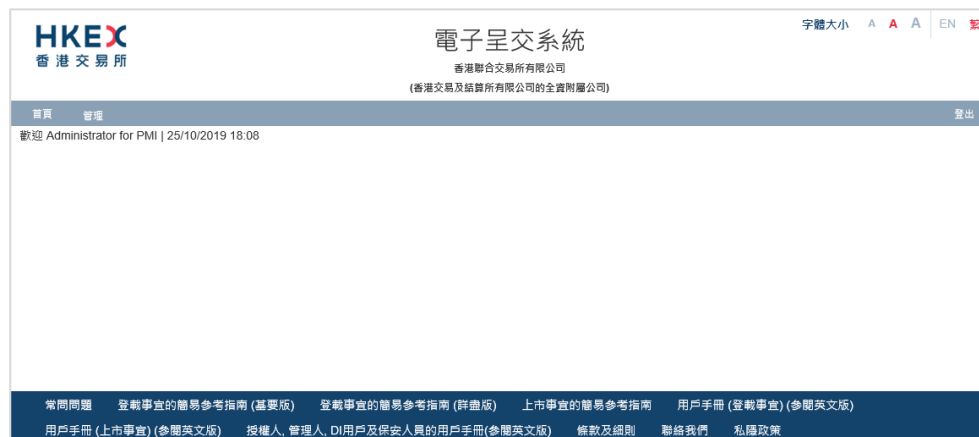 HKEX
香港交易所
電子呈交系統
香港聯合交易所有限公司
(香港交易及結算所有限公司的全資附屬公司)
字體大小 A A A EN 繁
首頁 管理 登出
歡迎 Administrator for PMI | 25/10/2019 18:08
常問問題 登載事宜的簡易參考指南 (基要版) 登載事宜的簡易參考指南 (詳盡版) 上市事宜的簡易參考指南 用戶手冊 (登載事宜) (參閱英文版)
用戶手冊 (上市事宜) (參閱英文版) 授權人, 管理人, DI用戶及保安人員的用戶手冊(參閱英文版) 條款及細則 聯絡我們 私隱政策